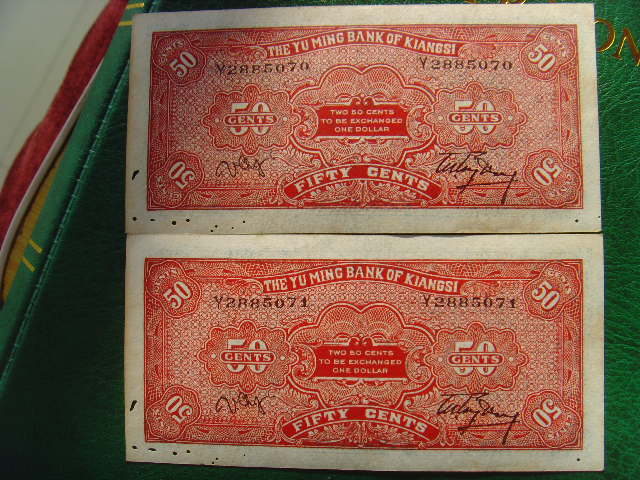 THE YU MING BANK OF KIANGSI
50 50
Y2885070 Y2885070
50 CENTS 50 CENTS
TWO 50 CENTS
TO BE EXCHANGED
ONE DOLLAR
50 50
FIFTY CENTS
THE YU MING BANK OF KIANGSI
50 50
Y2885071 Y2885071
50 CENTS 50 CENTS
TWO 50 CENTS
TO BE EXCHANGED
ONE DOLLAR
50 50
FIFTY CENTS